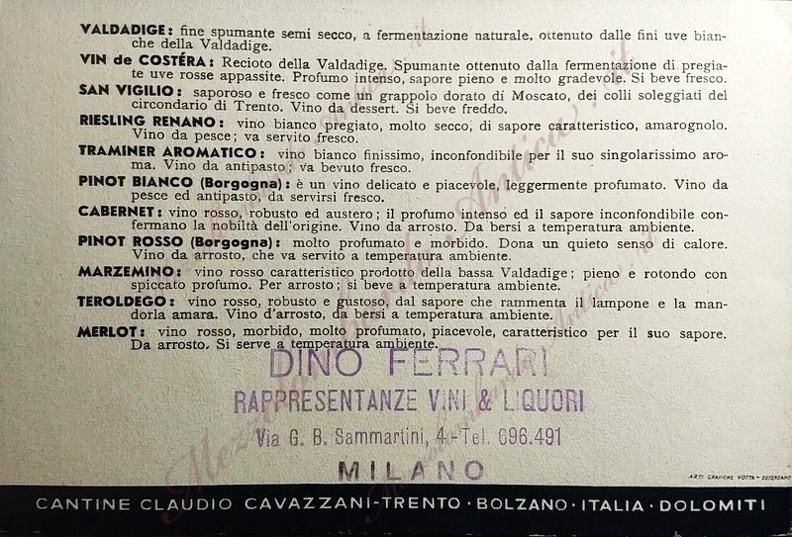 VALDADIGE: fine spumante semi secco, a fermentazione naturale, ottenuto dalle fini uve bian-
che della Valdadige.
VIN de COSTÉRA: Recioto della Valdadige. Spumante ottenuto dalla fermentazione di pregia-
te uve rosse appassite. Profumo intenso, sapore pieno e molto gradevole. Si beve fresco.
SAN VIGILIO: saporoso e fresco come un grappolo dorato di Moscato, dei colli soleggiati del
circondario di Trento. Vino da dessert. Si beve freddo.
RIESLING RENANO: vino bianco pregiato, molto secco, di sapore caratteristico, amarognolo.
Vino da pesce; va servito fresco.
TRAMINER AROMATICO: vino bianco finissimo, inconfondibile per il suo singolarissimo aro-
ma. Vino da antipasto; va bevuto fresco.
PINOT BIANCO (Borgogna): è un vino delicato e piacevole, leggermente profumato. Vino da
pesce ed antipasto, da servirsi fresco.
CABERNET: vino rosso, robusto ed austero; il profumo intenso ed il sapore inconfondibile con-
fermano la nobiltà dell'origine. Vino da arrosto. Da bersi a temperatura ambiente.
PINOT ROSSO (Borgogna): molto profumato e morbido. Dona un quieto senso di calore.
Vino da arrosto, che va servito a temperatura ambiente.
MARZEMINO: vino rosso caratteristico prodotto della bassa Valdadige; pieno e rotondo con
spiccato profumo. Per arrosto; si beve a temperatura ambiente.
TEROLDEGO: vino rosso, robusto e gustoso, dal sapore che rammenta il lampone e la man-
dorla amara. Vino d'arrosto, da bersi a temperatura ambiente.
MERLOT: vino rosso, morbido, molto profumato, piacevole, caratteristico per il suo sapore.
Da arrosto. Si serve a temperatura ambiente.
DINO FERRARI
RAPPRESENTANZE VINI & LIQUORI
Via G. B. Sammartini, 4 - Tel. 696.491
MILANO
ARTI GRAFICHE VOTTA - DESENZANO
CANTINE CLAUDIO CAVAZZANI-TRENTO · BOLZANO · ITALIA · DOLOMITI